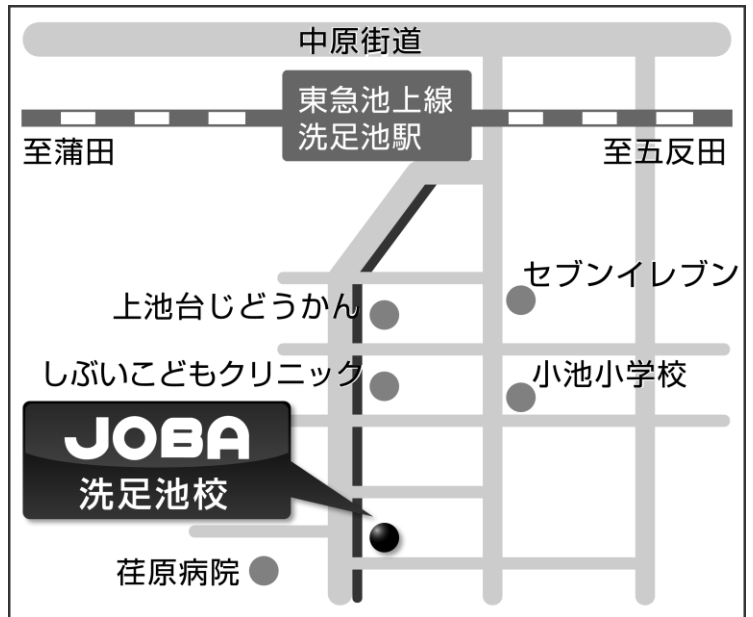 中原街道
東急池上線
洗足池駅
至蒲田
至五反田
セブンイレブン
上池台じどうかん
しぶいこどもクリニック
小池小学校
JOBA
洗足池校
荏原病院